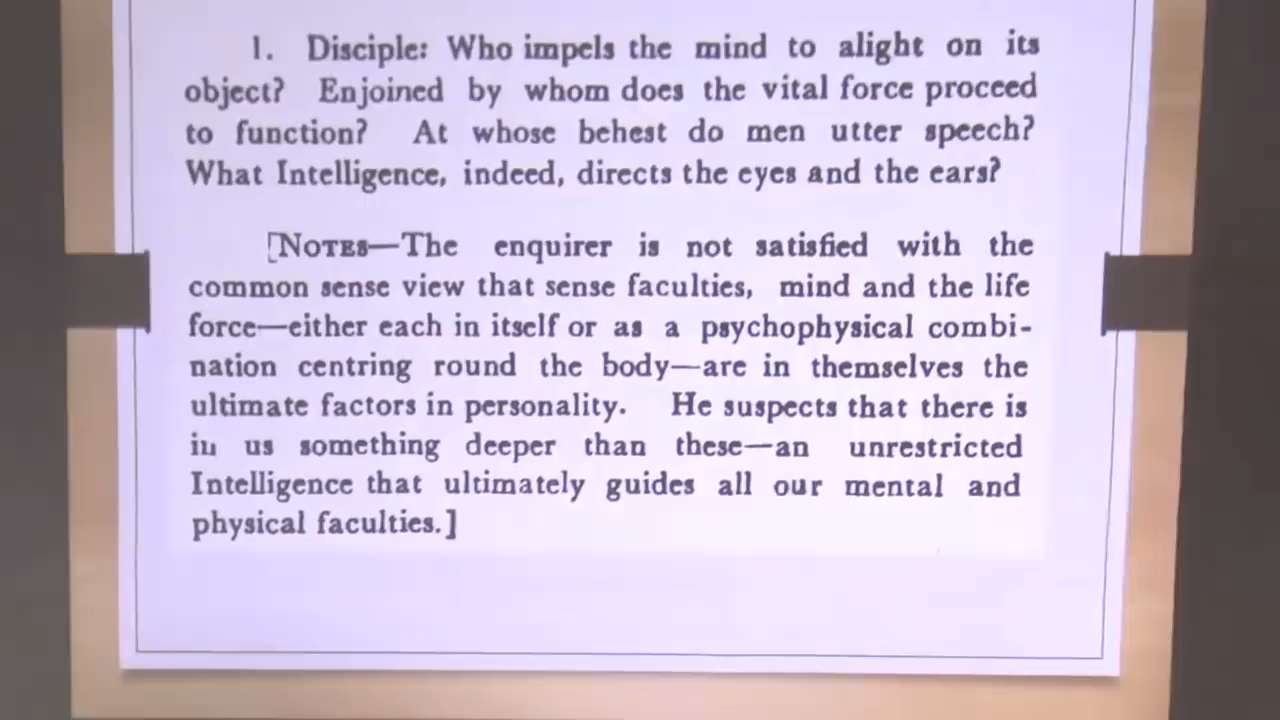 1. Disciple: Who impels the mind to alight on its
object? Enjoined by whom does the vital force proceed
to function? At whose behest do men utter speech?
What Intelligence, indeed, directs the eyes and the ears?
[NOTES—The enquirer is not satisfied with the
common sense view that sense faculties, mind and the life
force—either each in itself or as a psychophysical combi-
nation centring round the body—are in themselves the
ultimate factors in personality. He suspects that there is
in us something deeper than these—an unrestricted
Intelligence that ultimately guides all our mental and
physical faculties.]